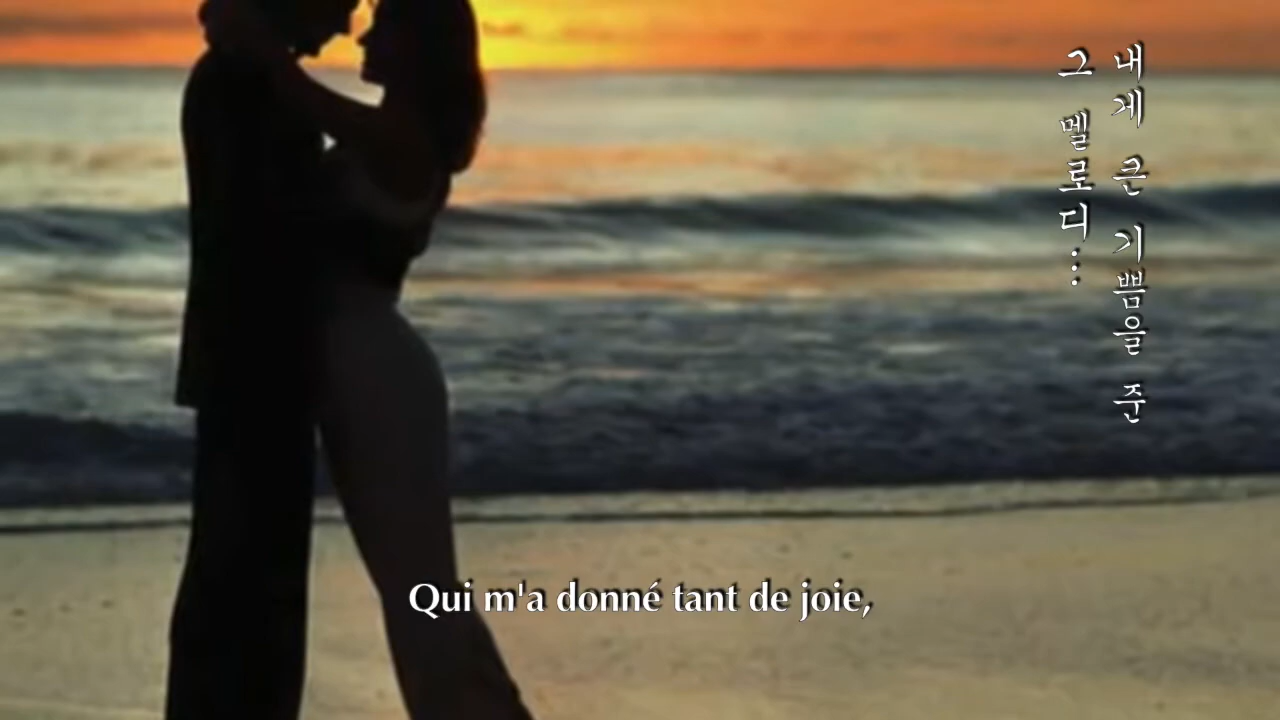 내게 큰 기쁨을 준
그 멜로디…
Qui m'a donné tant de joie,